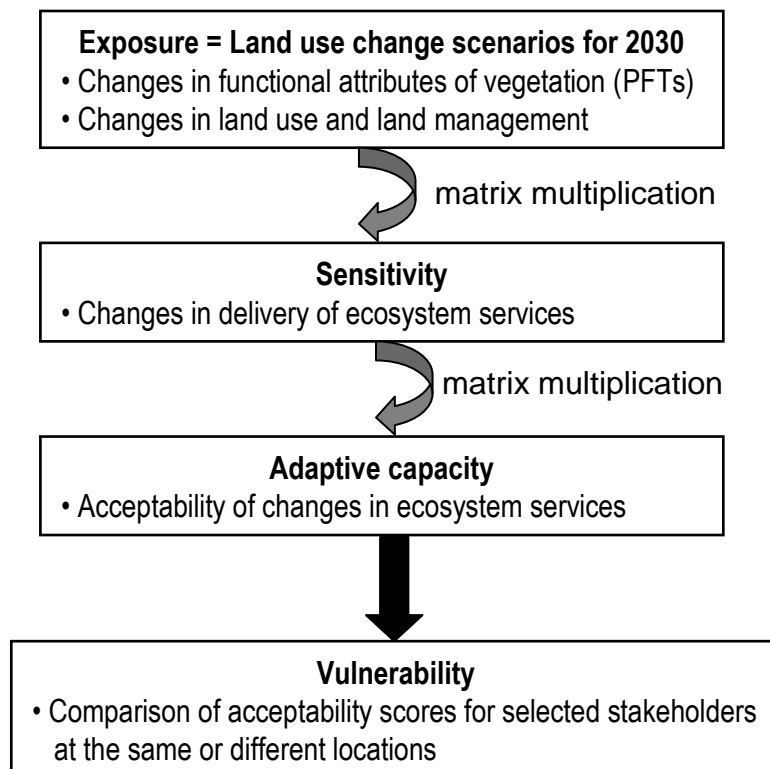 Exposure = Land use change scenarios for 2030
• Changes in functional attributes of vegetation (PFTs)
• Changes in land use and land management
matrix multiplication
Sensitivity
• Changes in delivery of ecosystem services
matrix multiplication
Adaptive capacity
• Acceptability of changes in ecosystem services
Vulnerability
• Comparison of acceptability scores for selected stakeholders
at the same or different locations